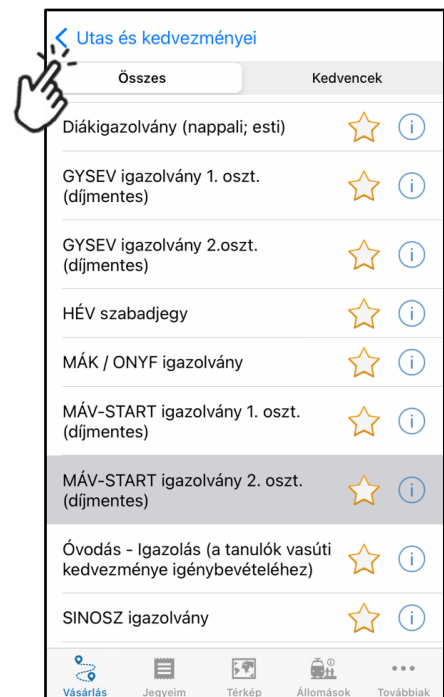 Utas és kedvezményei
Összes
Kedvencek
Diákigazolvány (nappali; esti)
GYSEV igazolvány 1. oszt.
(díjmentes)
GYSEV igazolvány 2.oszt.
(díjmentes)
HÉV szabadjegy
MÁK / ONYF igazolvány
MÁV-START igazolvány 1. oszt.
(díjmentes)
MÁV-START igazolvány 2. oszt.
(díjmentes)
Óvodás - Igazolás (a tanulók vasúti
kedvezménye igénybevételéhez)
SINOSZ igazolvány
Vásárlás
Jegyeim
Térkép
Állomások
Továbbiak